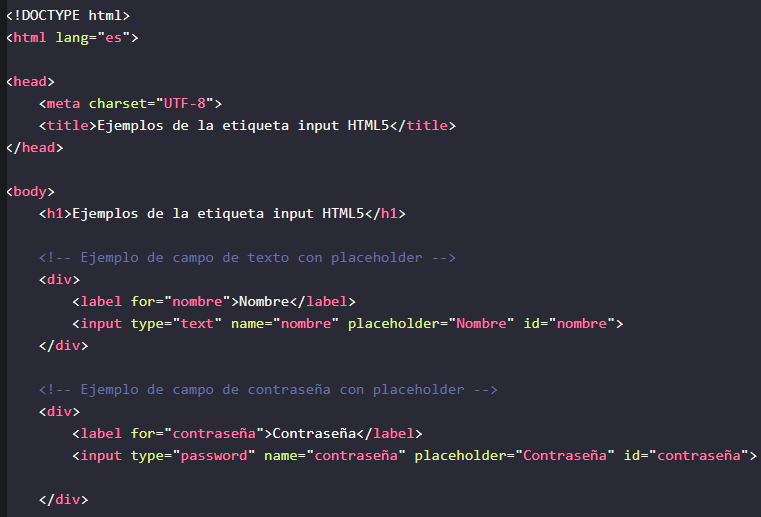 <!DOCTYPE html>
<html lang="es">
<head>
<meta charset="UTF-8">
<title>Ejemplos de la etiqueta input HTML5</title>
</head>
<body>
<h1>Ejemplos de la etiqueta input HTML5</h1>
<!-- Ejemplo de campo de texto con placeholder -->
<div>
<label for="nombre">Nombre</label>
<input type="text" name="nombre" placeholder="Nombre" id="nombre">
</div>
<!-- Ejemplo de campo de contraseña con placeholder -->
<div>
<label for="contraseña">Contraseña</label>
<input type="password" name="contraseña" placeholder="Contraseña" id="contraseña">
</div>